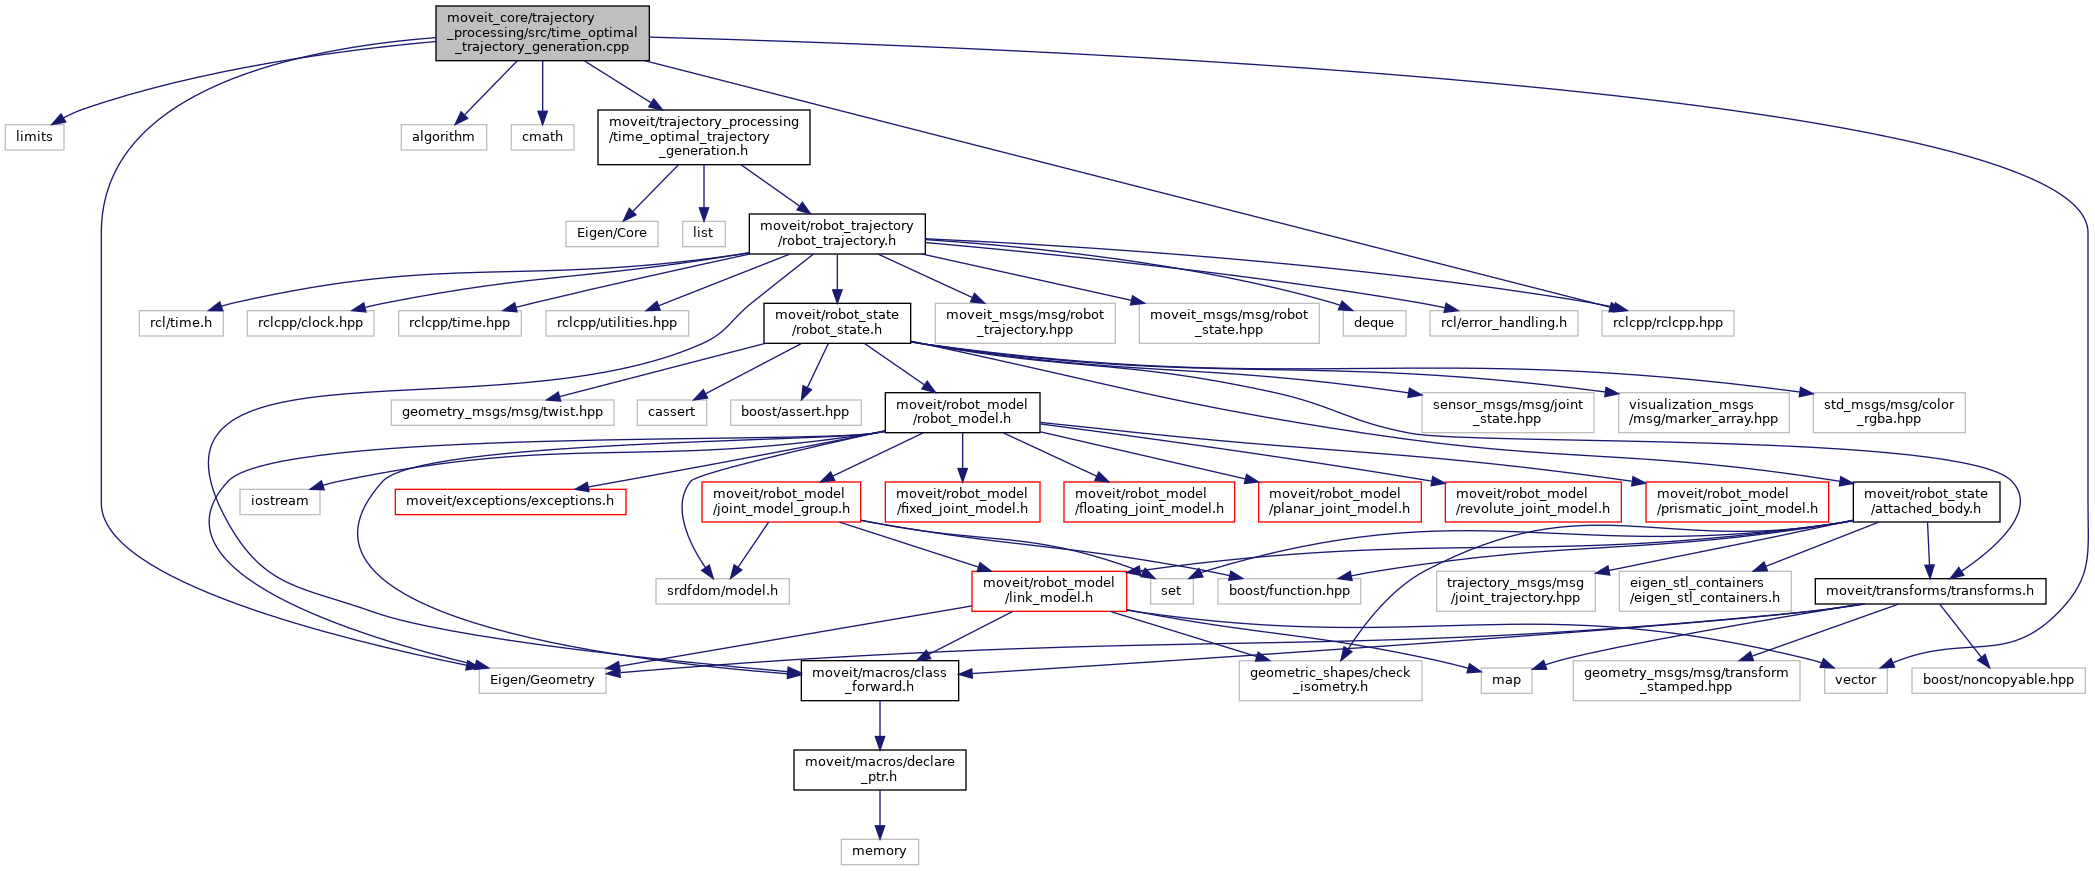 moveit_core/trajectory
_processing/src/time_optimal
_trajectory_generation.cpp
limits
algorithm
cmath
moveit/trajectory_processing
/time_optimal_trajectory
_generation.h
Eigen/Core
list
moveit/robot_trajectory
/robot_trajectory.h
rcl/time.h
rclcpp/clock.hpp
rclcpp/time.hpp
rclcpp/utilities.hpp
moveit/robot_state
/robot_state.h
moveit_msgs/msg/robot
_trajectory.hpp
moveit_msgs/msg/robot
_state.hpp
deque
rcl/error_handling.h
rclcpp/rclcpp.hpp
geometry_msgs/msg/twist.hpp
cassert
boost/assert.hpp
moveit/robot_model
/robot_model.h
sensor_msgs/msg/joint
_state.hpp
visualization_msgs
/msg/marker_array.hpp
std_msgs/msg/color
_rgba.hpp
iostream
moveit/exceptions/exceptions.h
moveit/robot_model
/joint_model_group.h
moveit/robot_model
/fixed_joint_model.h
moveit/robot_model
/floating_joint_model.h
moveit/robot_model
/planar_joint_model.h
moveit/robot_model
/revolute_joint_model.h
moveit/robot_model
/prismatic_joint_model.h
moveit/robot_state
/attached_body.h
srdfdom/model.h
moveit/robot_model
/link_model.h
set
boost/function.hpp
trajectory_msgs/msg
/joint_trajectory.hpp
eigen_stl_containers
/eigen_stl_containers.h
moveit/transforms/transforms.h
Eigen/Geometry
moveit/macros/class
_forward.h
geometric_shapes/check
_isometry.h
map
geometry_msgs/msg/transform
_stamped.hpp
vector
boost/noncopyable.hpp
moveit/macros/declare
_ptr.h
memory